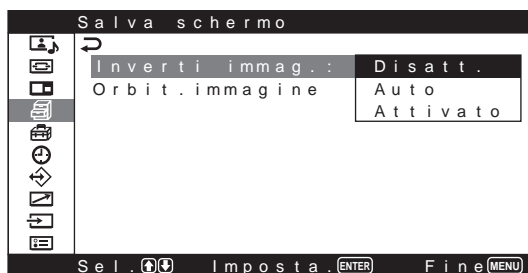 Salva schermo
Inverti immag.: Disatt.
Orbit.immagine Auto
Attivato
Sel. Imposta. ENTER Fine MENU